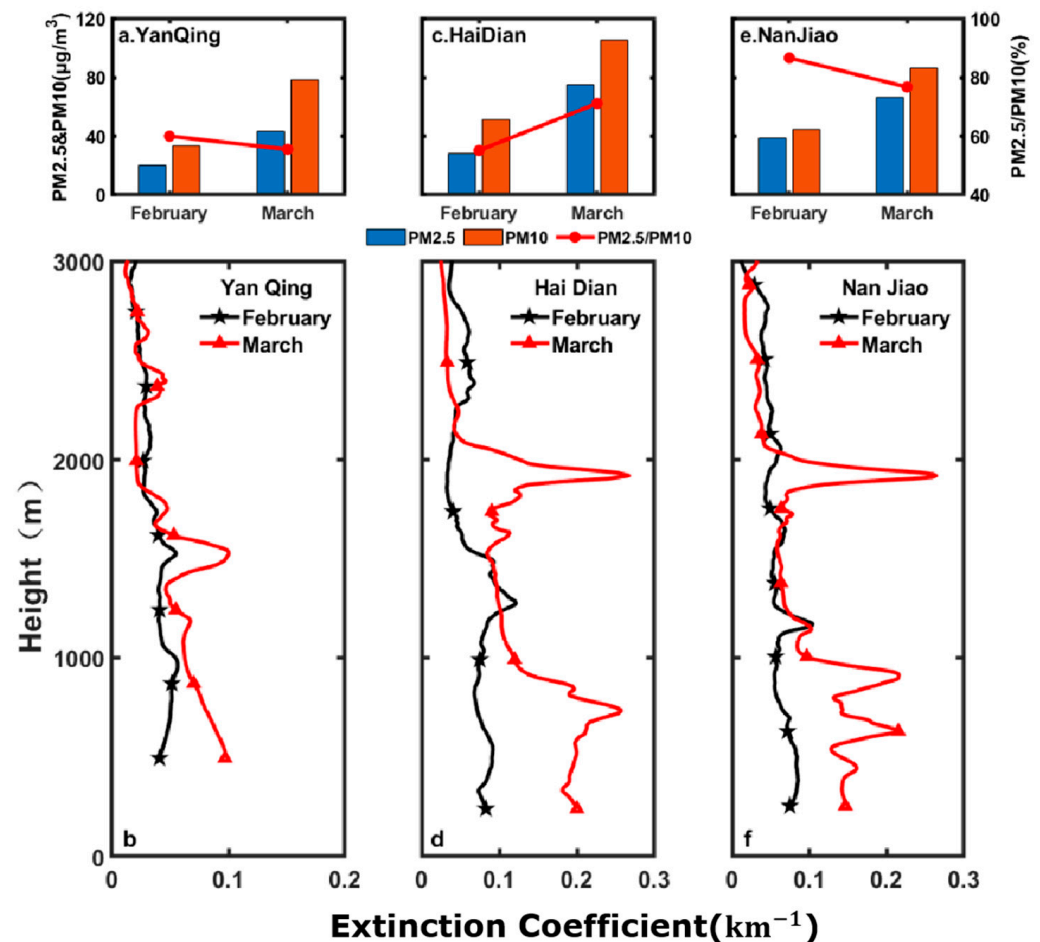 120
80
40
0
PM2.5&PM10(μg/m³)
a.YanQing
February March
c.HaiDian
February March
e.NanJiao
February March
100
80
60
40
PM2.5/PM10(%)
PM2.5 PM10 PM2.5/PM10
3000
2000
1000
0
Height（m）
Yan Qing
February
March
b
0 0.1 0.2
Hai Dian
February
March
d
0 0.1 0.2 0.3
Nan Jiao
February
March
f
0 0.1 0.2 0.3
Extinction Coefficient(km⁻¹)